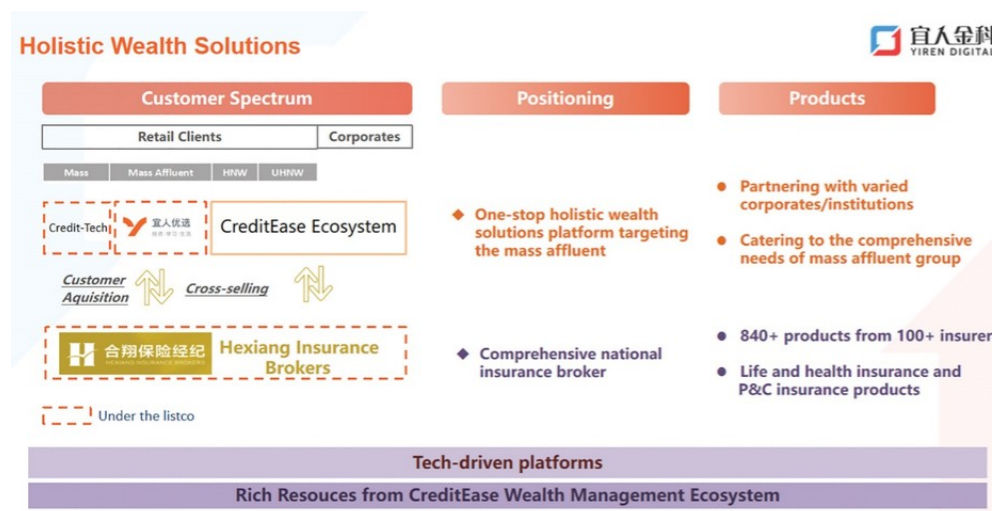 Holistic Wealth Solutions
宜人金科
YIREN DIGITAL
Customer Spectrum
Positioning
Products
Retail Clients
Corporates
Mass
Mass Affluent
HNW
UHNW
Credit-Tech
宜人优选
CreditEase Ecosystem
One-stop holistic wealth
solutions platform targeting
the mass affluent
Partnering with varied
corporates/institutions
Catering to the comprehensive
needs of mass affluent group
Customer
Aquisition
Cross-selling
合翔保险经纪
HEXIANG INSURANCE BROKERS
Hexiang Insurance
Brokers
Comprehensive national
insurance broker
840+ products from 100+ insurer
Life and health insurance and
P&C insurance products
Under the listco
Tech-driven platforms
Rich Resouces from CreditEase Wealth Management Ecosystem